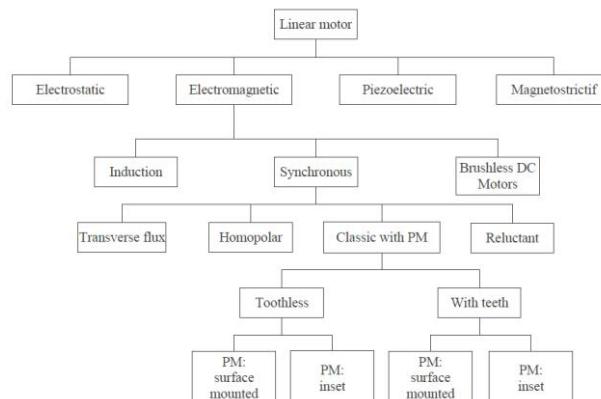 Linear motor
Electrostatic
Electromagnetic
Piezoelectric
Magnetostrictif
Induction
Synchronous
Brushless DC
Motors
Transverse flux
Homopolar
Classic with PM
Reluctant
Toothless
With teeth
PM:
surface
mounted
PM:
inset
PM:
surface
mounted
PM:
inset